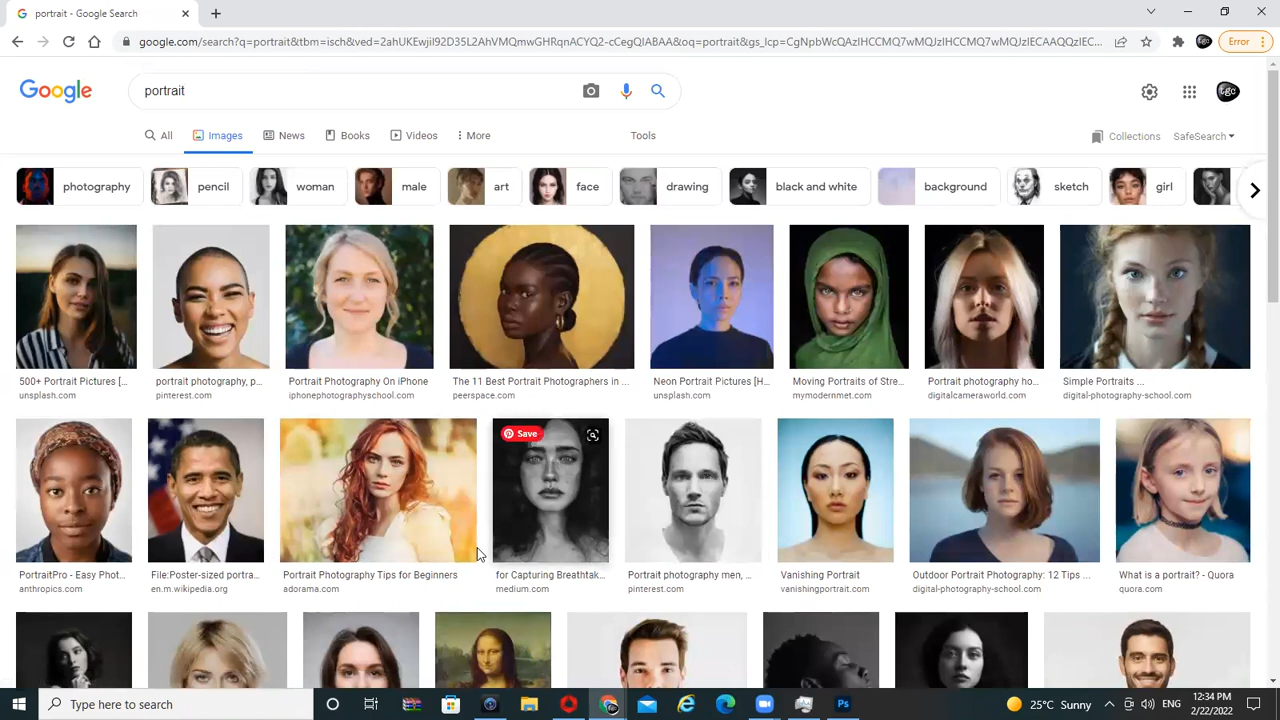 portrait - Google Search
google.com/search?q=portrait&tbm=isch&ved=2ahUKEwjil92D35L2AhVMQnwGHRqnACYQ2-cCegQIABAA&oq=portrait&gs_lcp=CgNpbWcQAzIHCCMQ7wMQJzIHCCMQ7wMQJzIECAAQQzIEC...
Error
Google
portrait
tgc
All
Images
News
Books
Videos
More
Tools
Collections
SafeSearch
photography
pencil
woman
male
art
face
drawing
black and white
background
sketch
girl
500+ Portrait Pictures [...
unsplash.com
portrait photography, p...
pinterest.com
Portrait Photography On iPhone
iphonephotographyschool.com
The 11 Best Portrait Photographers in ...
peerspace.com
Neon Portrait Pictures [H...
unsplash.com
Moving Portraits of Stre...
mymodernmet.com
Portrait photography ho...
digitalcameraworld.com
Simple Portraits ...
digital-photography-school.com
Save
PortraitPro - Easy Phot...
anthropics.com
File:Poster-sized portra...
en.m.wikipedia.org
Portrait Photography Tips for Beginners
adorama.com
for Capturing Breathtak...
medium.com
Portrait photography men, ...
pinterest.com
Vanishing Portrait
vanishingportrait.com
Outdoor Portrait Photography: 12 Tips ...
digital-photography-school.com
What is a portrait? - Quora
quora.com
Type here to search
Ps
25°C Sunny
ENG
12:34 PM
2/22/2022